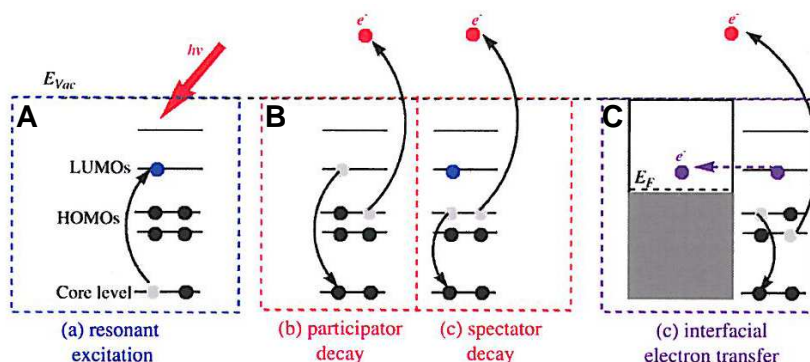 e-
e-
e-
hν
E_Vac
A
B
C
LUMOs
e-
E_F
HOMOs
Core level
(a) resonant
excitation
(b) participator
decay
(c) spectator
decay
(c) interfacial
electron transfer